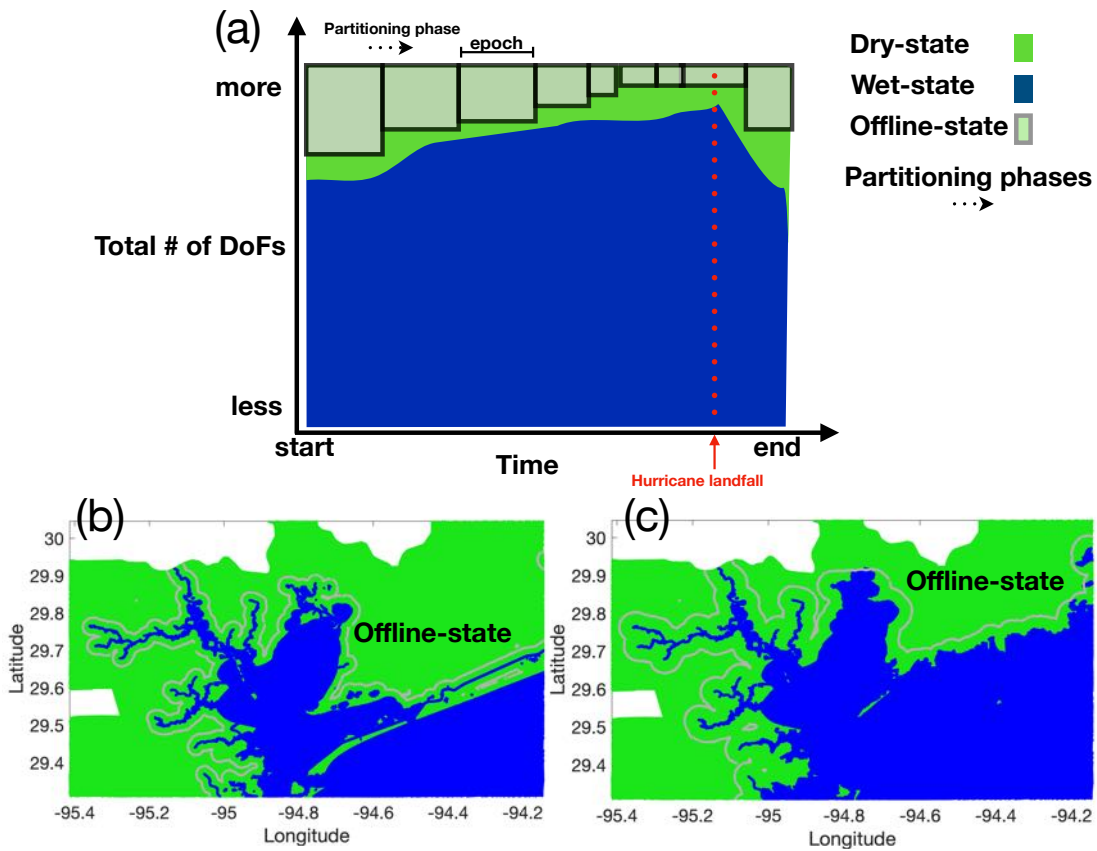 (a)
Partitioning phase
epoch
more
Total # of DoFs
less
start
end
Time
Hurricane landfall
Dry-state
Wet-state
Offline-state
Partitioning phases
(b)
30
29.9
29.8
29.7
29.6
29.5
29.4
Latitude
Offline-state
-95.4
-95.2
-95
-94.8
-94.6
-94.4
-94.2
Longitude
(c)
30
29.9
29.8
29.7
29.6
29.5
29.4
Latitude
Offline-state
-95.4
-95.2
-95
-94.8
-94.6
-94.4
-94.2
Longitude